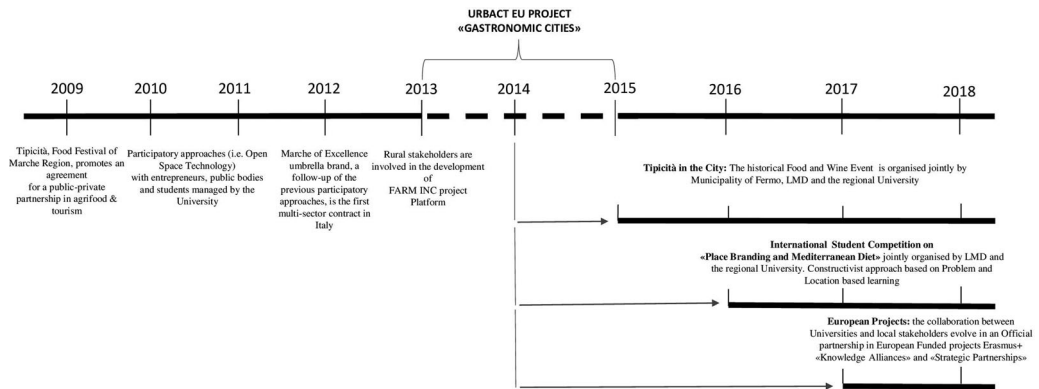 URBACT EU PROJECT
«GASTRONOMIC CITIES»
2009 2010 2011 2012 2013 2014 2015 2016 2017 2018
Tipicità, Food Festival of
Marche Region, promotes an
agreement
for a public-private
partnership in agrifood &
tourism
Participatory approaches (i.e. Open
Space Technology)
with entrepreneurs, public bodies
and students managed by the
University
Marche of Excellence
umbrella brand, a
follow-up of the
previous participatory
approaches, is the first
multi-sector contract in
Italy
Rural stakeholders are
involved in the development
of
FARM INC project
Platform
Tipicità in the City: The historical Food and Wine Event is organised jointly by
Municipality of Fermo, LMD and the regional University
International Student Competition on
«Place Branding and Mediterranean Diet» jointly organised by LMD and
the regional University. Constructivist approach based on Problem and
Location based learning
European Projects: the collaboration between
Universities and local stakeholders evolve in an Official
partnership in European Funded projects Erasmus+
«Knowledge Alliances» and «Strategic Partnerships»